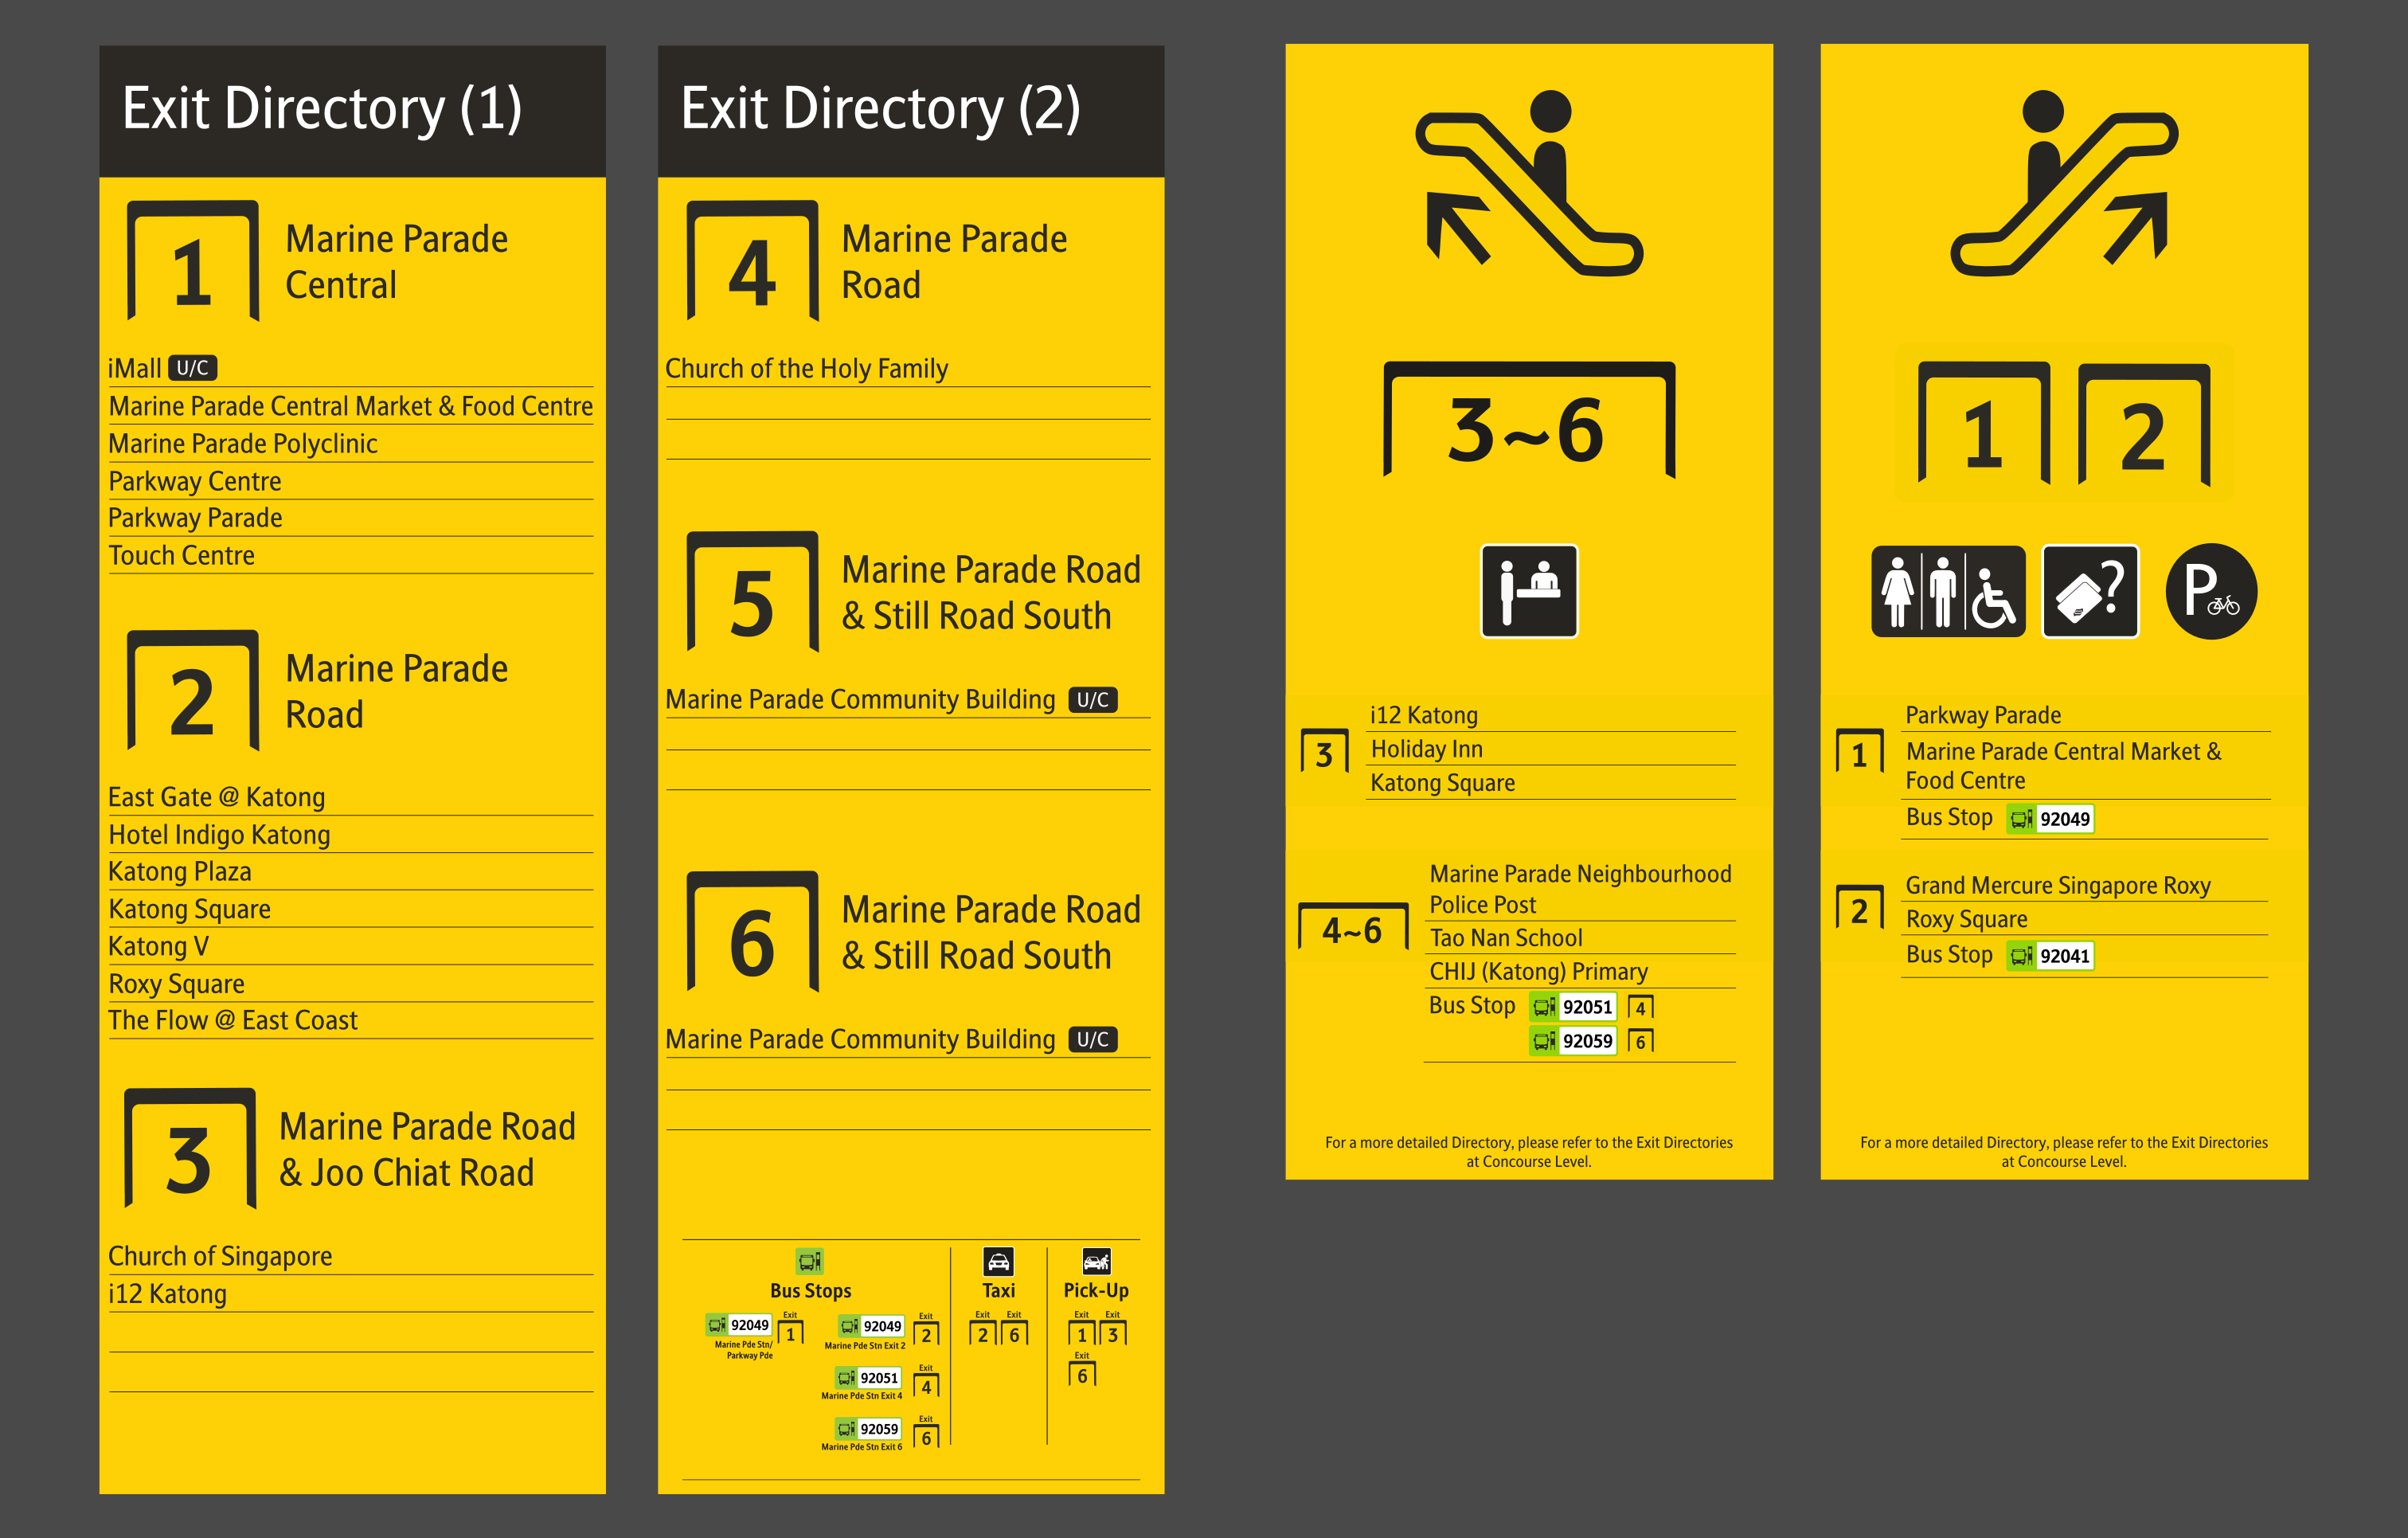 Exit Directory (1)
1
Marine Parade
Central
iMall U/C
Marine Parade Central Market & Food Centre
Marine Parade Polyclinic
Parkway Centre
Parkway Parade
Touch Centre
2
Marine Parade
Road
East Gate @ Katong
Hotel Indigo Katong
Katong Plaza
Katong Square
Katong V
Roxy Square
The Flow @ East Coast
3
Marine Parade Road
& Joo Chiat Road
Church of Singapore
i12 Katong
Exit Directory (2)
4
Marine Parade
Road
Church of the Holy Family
5
Marine Parade Road
& Still Road South
Marine Parade Community Building U/C
6
Marine Parade Road
& Still Road South
Marine Parade Community Building U/C
Bus Stops
92049 Exit 1
Marine Pde Stn/
Parkway Pde
92049 Exit 2
Marine Pde Stn Exit 2
92051 Exit 4
Marine Pde Stn Exit 4
92059 Exit 6
Marine Pde Stn Exit 6
Taxi
Exit Exit
2 6
Pick-Up
Exit Exit
1 3
Exit
6
3~6
3
i12 Katong
Holiday Inn
Katong Square
4~6
Marine Parade Neighbourhood
Police Post
Tao Nan School
CHIJ (Katong) Primary
Bus Stop 92051 4
92059 6
For a more detailed Directory, please refer to the Exit Directories
at Concourse Level.
1 2
?
P
1
Parkway Parade
Marine Parade Central Market &
Food Centre
Bus Stop 92049
2
Grand Mercure Singapore Roxy
Roxy Square
Bus Stop 92041
For a more detailed Directory, please refer to the Exit Directories
at Concourse Level.